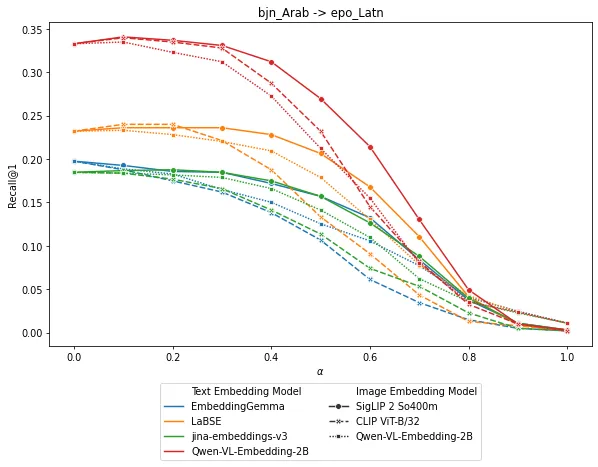 bjn_Arab -> epo_Latn
Recall@1
0.35
0.30
0.25
0.20
0.15
0.10
0.05
0.00
0.0 0.2 0.4 0.6 0.8 1.0
α
Text Embedding Model
EmbeddingGemma
LaBSE
jina-embeddings-v3
Qwen-VL-Embedding-2B
Image Embedding Model
SigLIP 2 So400m
CLIP ViT-B/32
Qwen-VL-Embedding-2B